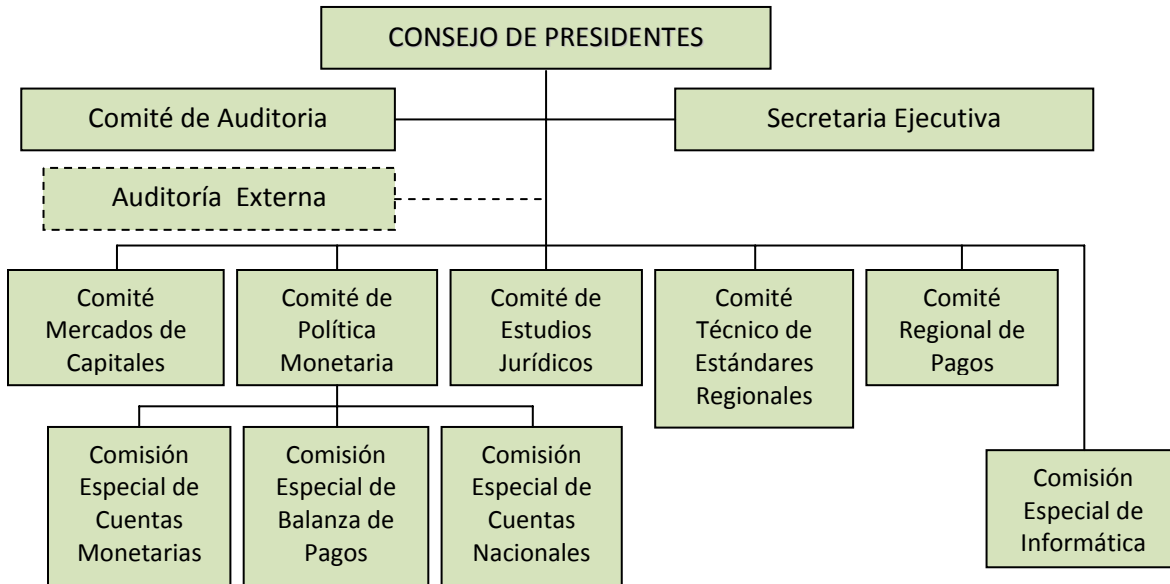 CONSEJO DE PRESIDENTES
Comité de Auditoria
Secretaria Ejecutiva
Auditoría Externa
Comité
Mercados de
Capitales
Comité de
Política
Monetaria
Comité de
Estudios
Jurídicos
Comité
Técnico de
Estándares
Regionales
Comité
Regional de
Pagos
Comisión
Especial de
Cuentas
Monetarias
Comisión
Especial de
Balanza de
Pagos
Comisión
Especial de
Cuentas
Nacionales
Comisión
Especial de
Informática